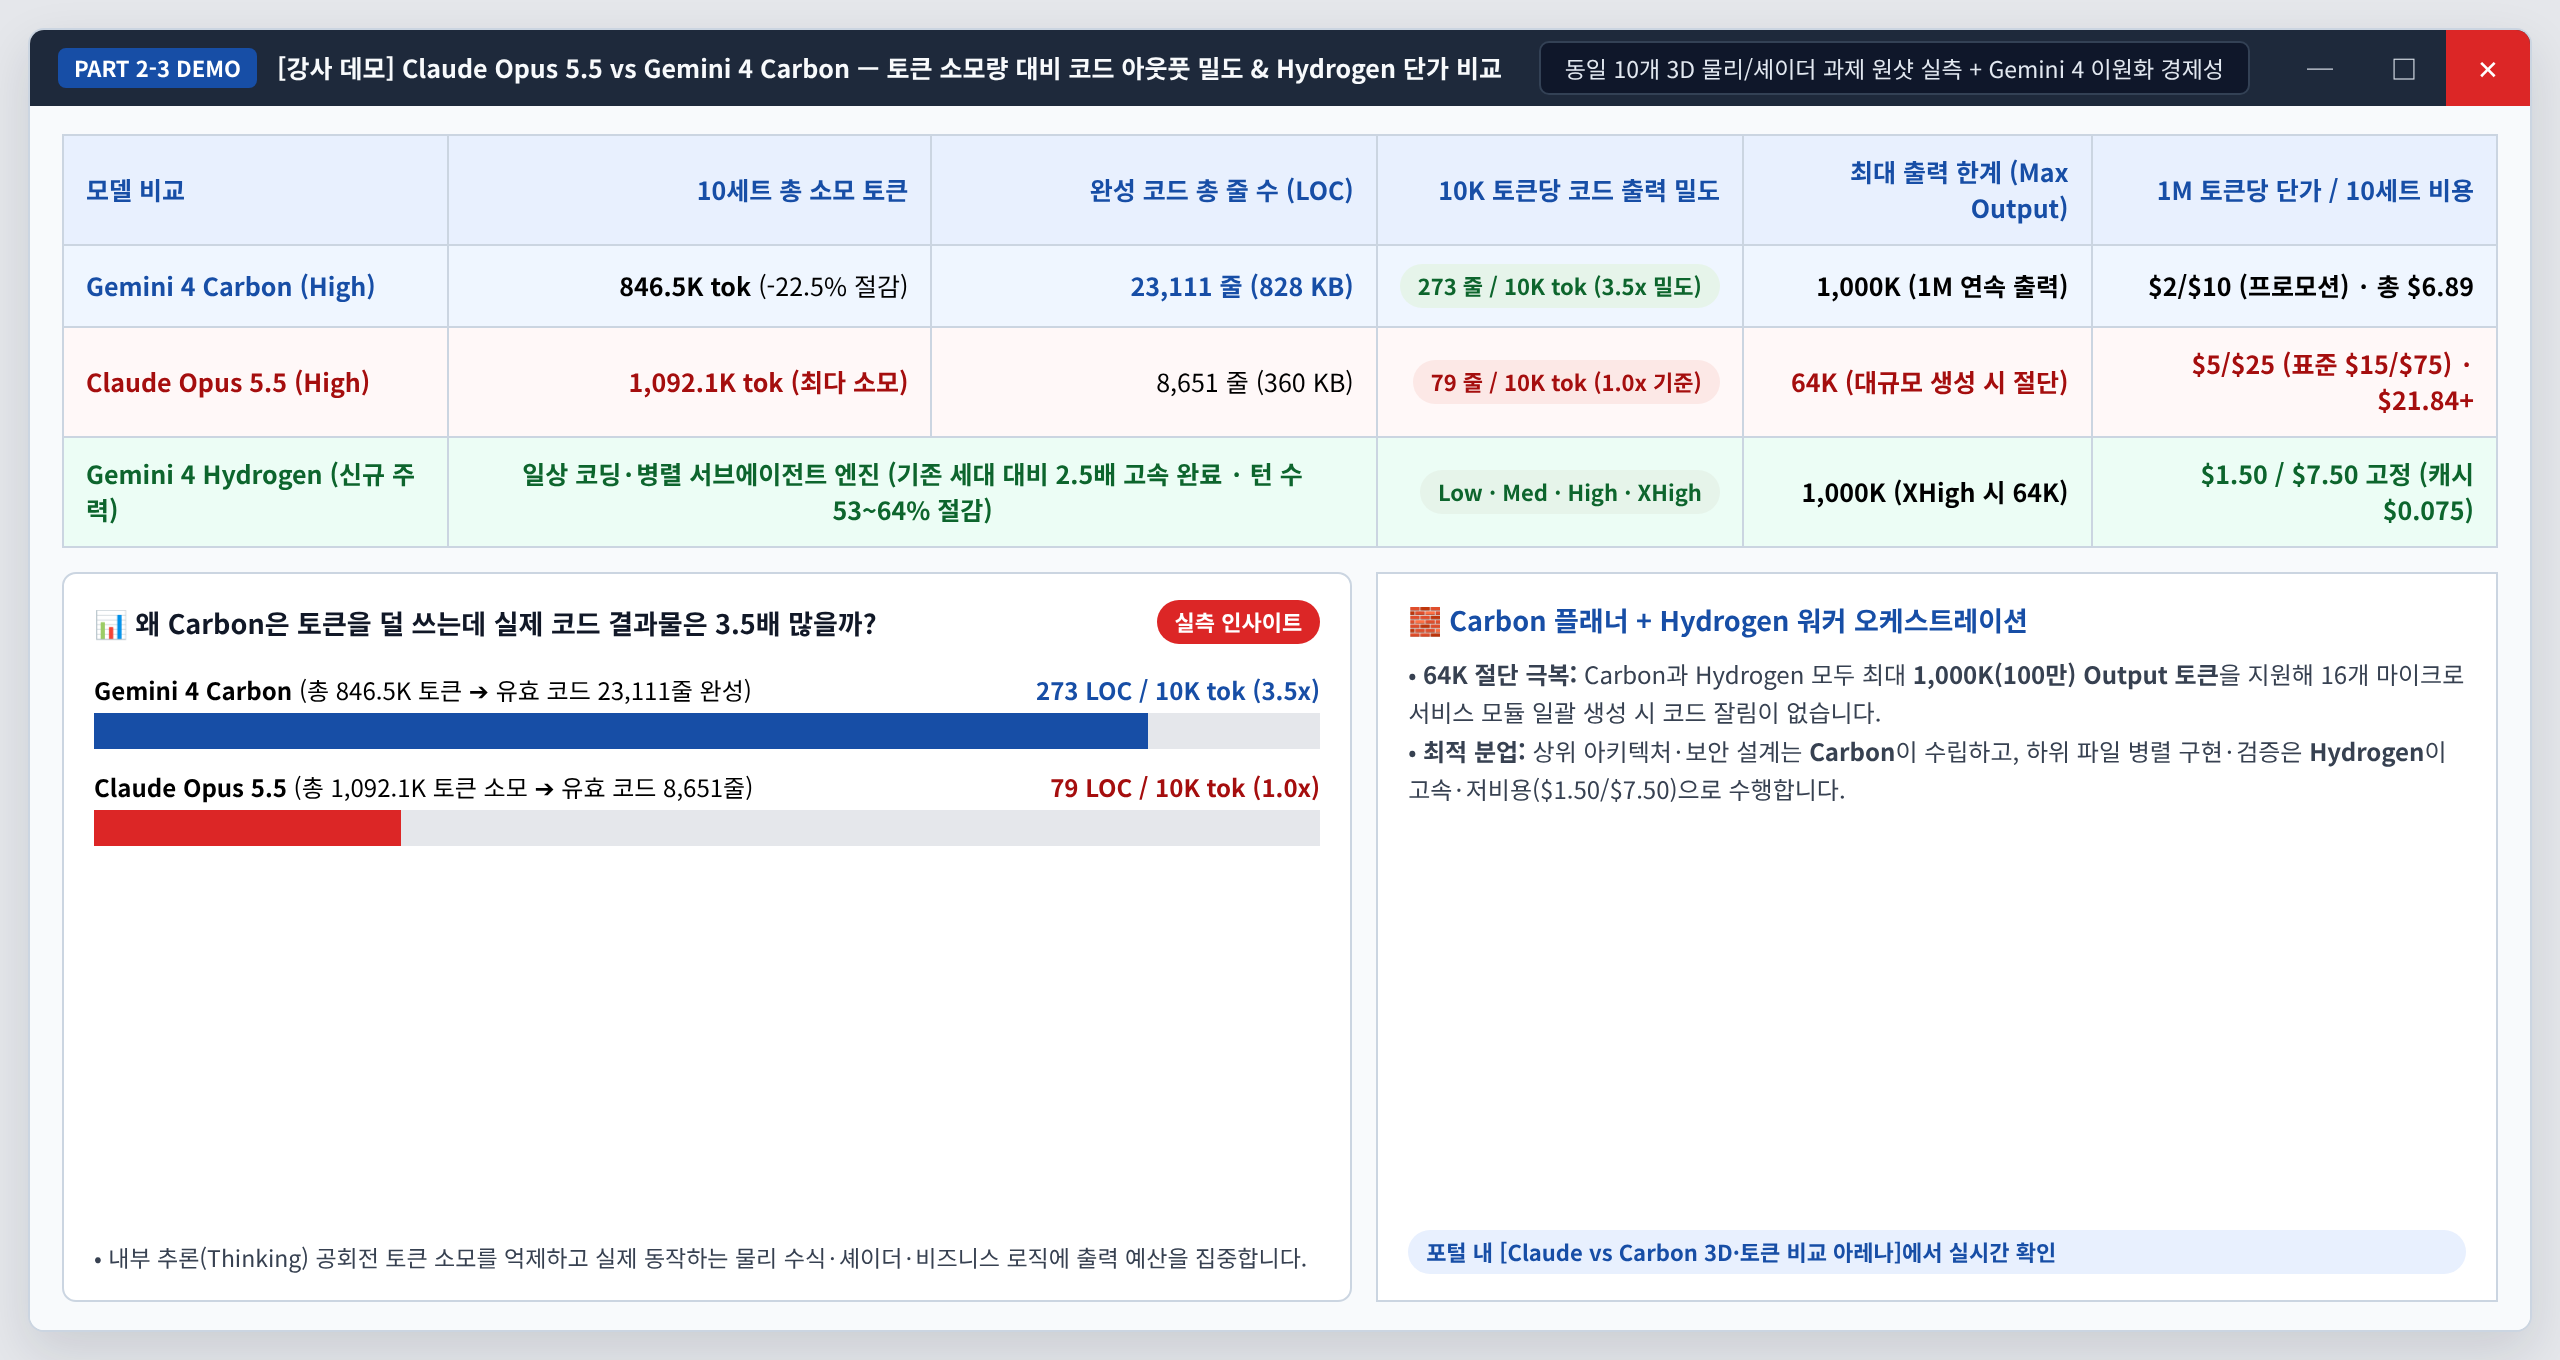 PART 2-3 DEMO
[강사 데모] Claude Opus 5.5 vs Gemini 4 Carbon — 토큰 소모량 대비 코드 아웃풋 밀도 & Hydrogen 단가 비교
동일 10개 3D 물리/셰이더 과제 원샷 실측 + Gemini 4 이원화 경제성
모델 비교
10세트 총 소모 토큰
완성 코드 총 줄 수 (LOC)
10K 토큰당 코드 출력 밀도
최대 출력 한계 (Max
Output)
1M 토큰당 단가 / 10세트 비용
Gemini 4 Carbon (High)
846.5K tok (-22.5% 절감)
23,111 줄 (828 KB)
273 줄 / 10K tok (3.5x 밀도)
1,000K (1M 연속 출력)
$2/$10 (프로모션) · 총 $6.89
Claude Opus 5.5 (High)
1,092.1K tok (최다 소모)
8,651 줄 (360 KB)
79 줄 / 10K tok (1.0x 기준)
64K (대규모 생성 시 절단)
$5/$25 (표준 $15/$75) ·
$21.84+
Gemini 4 Hydrogen (신규 주
력)
일상 코딩·병렬 서브에이전트 엔진 (기존 세대 대비 2.5배 고속 완료 · 턴 수
53~64% 절감)
Low · Med · High · XHigh
1,000K (XHigh 시 64K)
$1.50 / $7.50 고정 (캐시
$0.075)
📊 왜 Carbon은 토큰을 덜 쓰는데 실제 코드 결과물은 3.5배 많을까?
실측 인사이트
Gemini 4 Carbon (총 846.5K 토큰 ➔ 유효 코드 23,111줄 완성)
273 LOC / 10K tok (3.5x)
Claude Opus 5.5 (총 1,092.1K 토큰 소모 ➔ 유효 코드 8,651줄)
79 LOC / 10K tok (1.0x)
• 내부 추론(Thinking) 공회전 토큰 소모를 억제하고 실제 동작하는 물리 수식·셰이더·비즈니스 로직에 출력 예산을 집중합니다.
🧱 Carbon 플래너 + Hydrogen 워커 오케스트레이션
• 64K 절단 극복: Carbon과 Hydrogen 모두 최대 1,000K(100만) Output 토큰을 지원해 16개 마이크로
서비스 모듈 일괄 생성 시 코드 잘림이 없습니다.
• 최적 분업: 상위 아키텍처·보안 설계는 Carbon이 수립하고, 하위 파일 병렬 구현·검증은 Hydrogen이
고속·저비용($1.50/$7.50)으로 수행합니다.
포털 내 [Claude vs Carbon 3D·토큰 비교 아레나]에서 실시간 확인